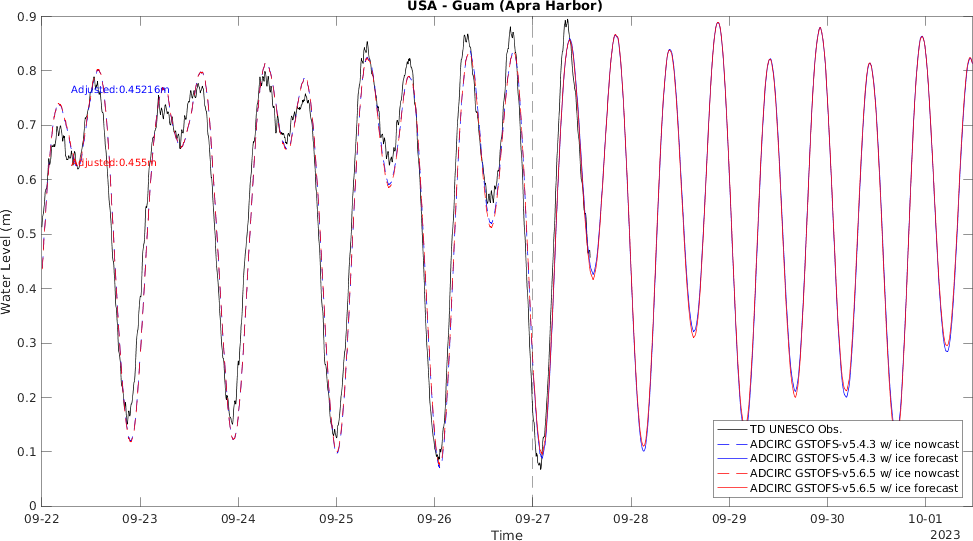 USA - Guam (Apra Harbor)
0.9
0.8
0.7
0.6
0.5
0.4
0.3
0.2
0.1
0
Water Level (m)
Adjusted:0.45216m
Adjusted:0.455m
TD UNESCO Obs.
ADCIRC GSTOFS-v5.4.3 w/ ice nowcast
ADCIRC GSTOFS-v5.4.3 w/ ice forecast
ADCIRC GSTOFS-v5.6.5 w/ ice nowcast
ADCIRC GSTOFS-v5.6.5 w/ ice forecast
09-22 09-23 09-24 09-25 09-26 09-27 09-28 09-29 09-30 10-01
Time
2023